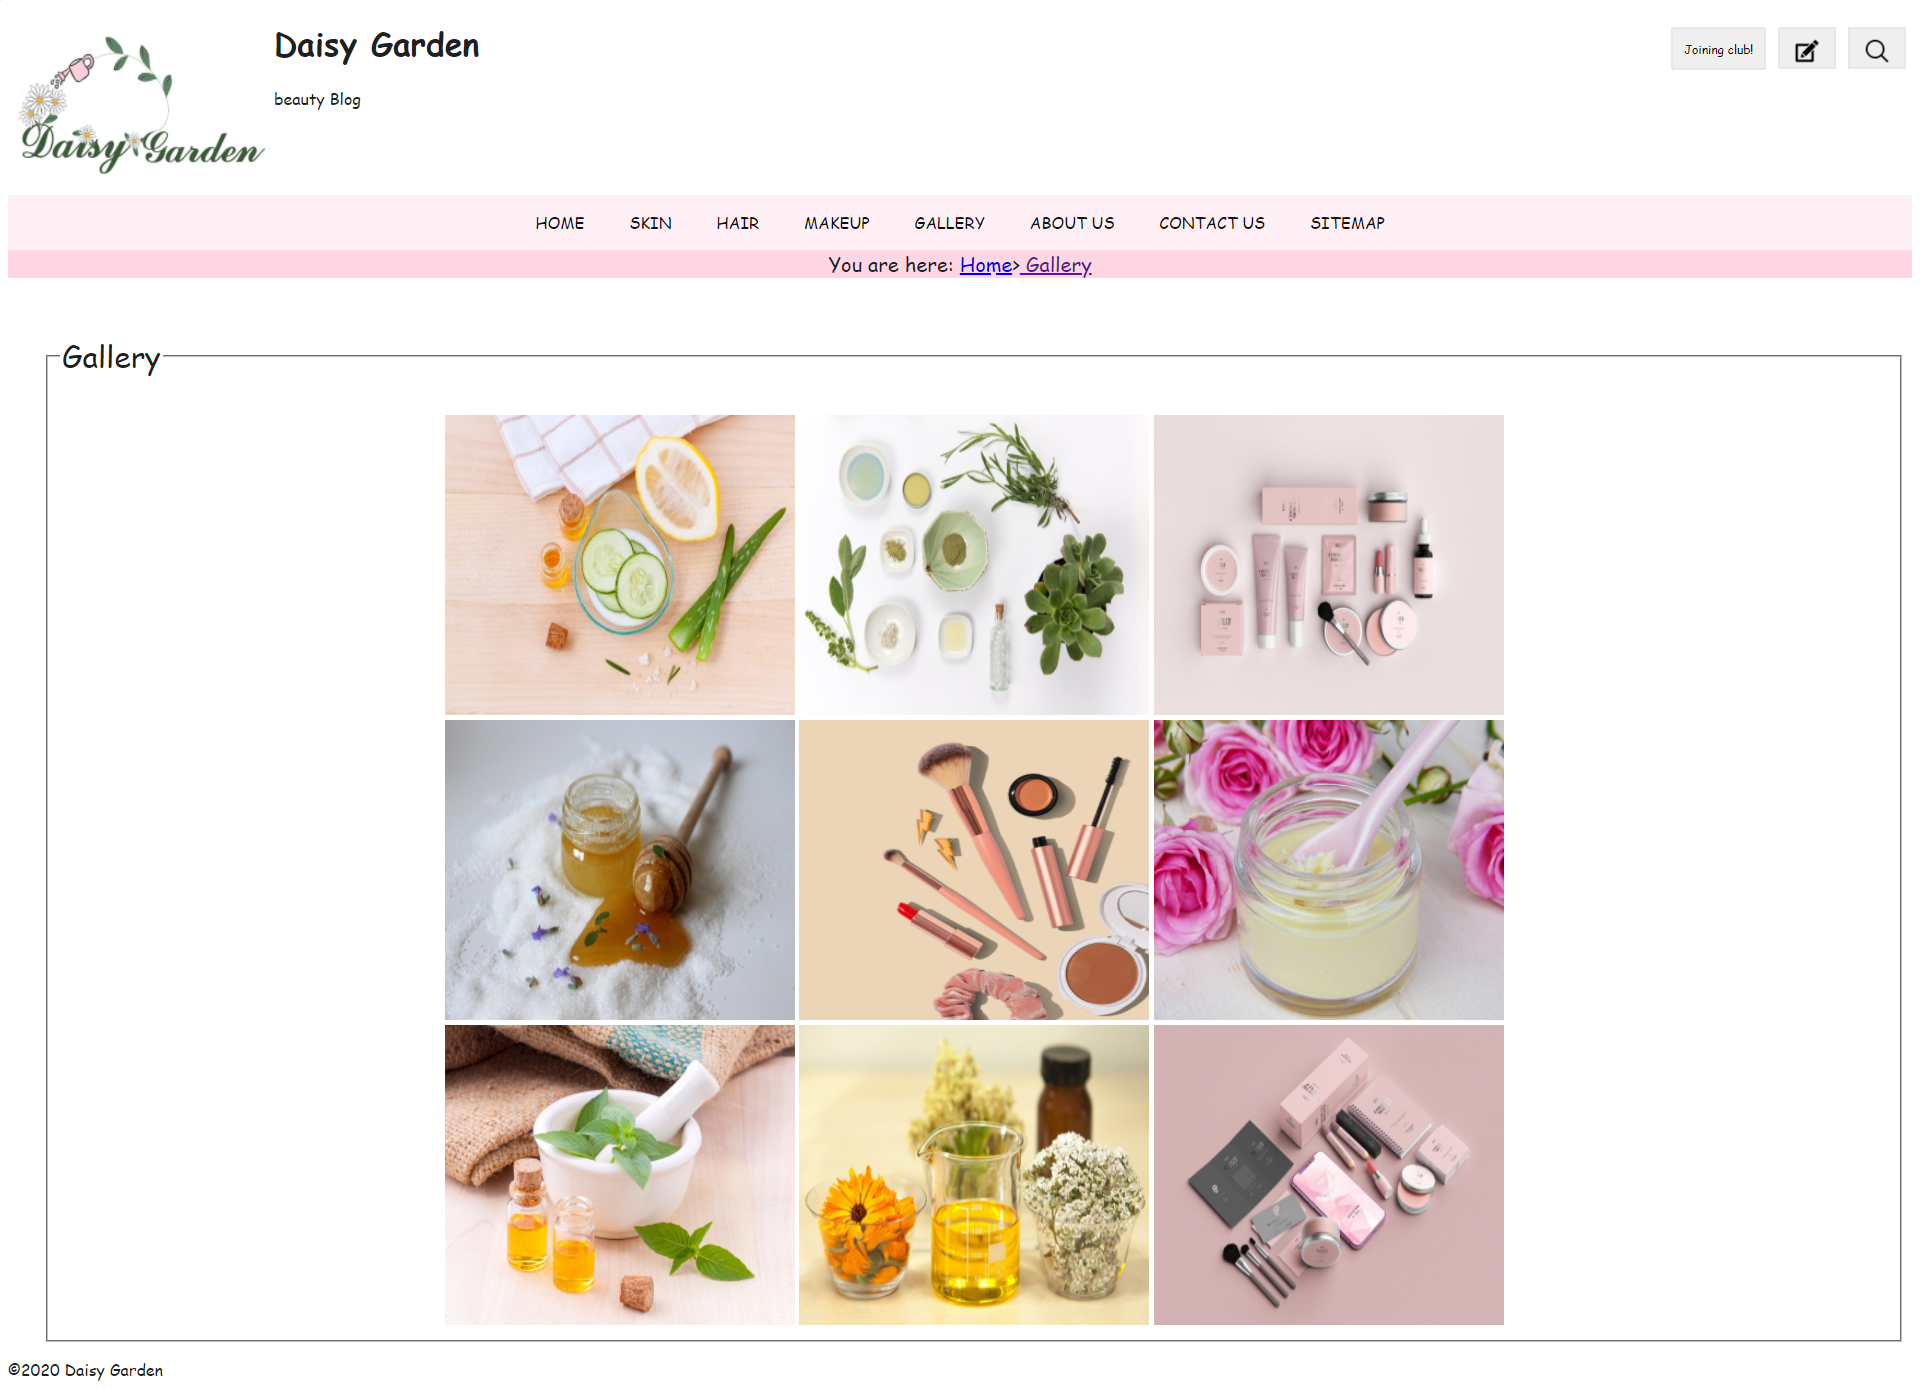 Daisy Garden
Daisy Garden
beauty Blog
Joining club!
HOME SKIN HAIR MAKEUP GALLERY ABOUT US CONTACT US SITEMAP
You are here: Home> Gallery
Gallery
©2020 Daisy Garden